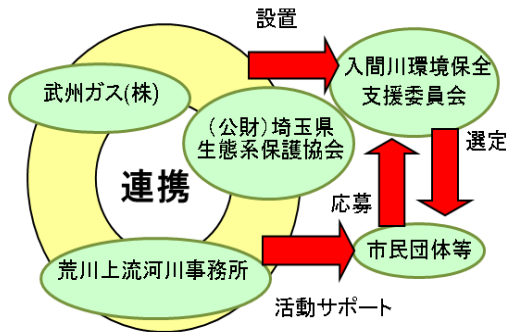 設置
入間川環境保全
支援委員会
武州ガス(株)
(公財)埼玉県
生態系保護協会
選定
連携
応募
荒川上流河川事務所
市民団体等
活動サポート